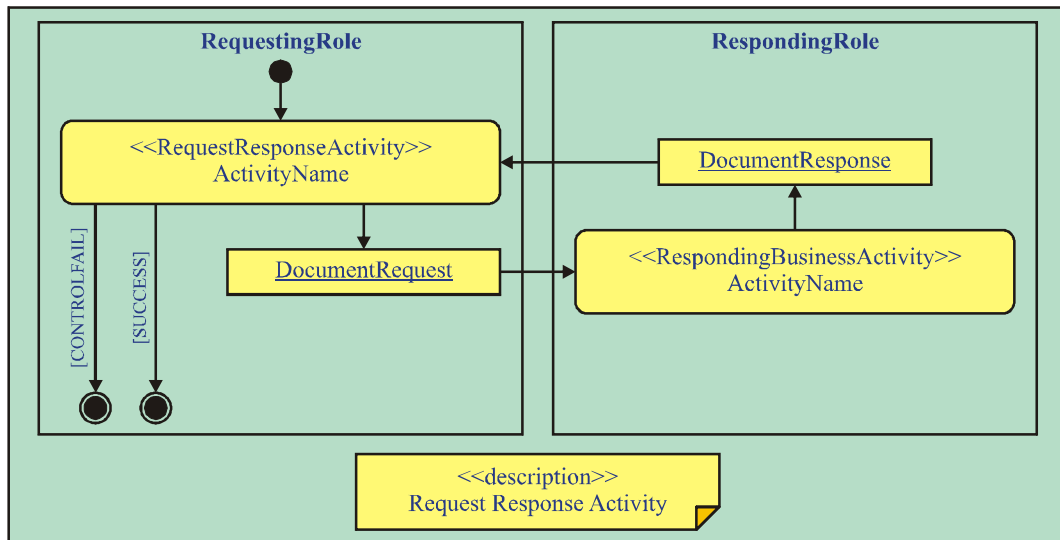 RequestingRole
<<RequestResponseActivity>>
ActivityName
DocumentRequest
[CONTROLFAIL]
[SUCCESS]
RespondingRole
DocumentResponse
<<RespondingBusinessActivity>>
ActivityName
<<description>>
Request Response Activity